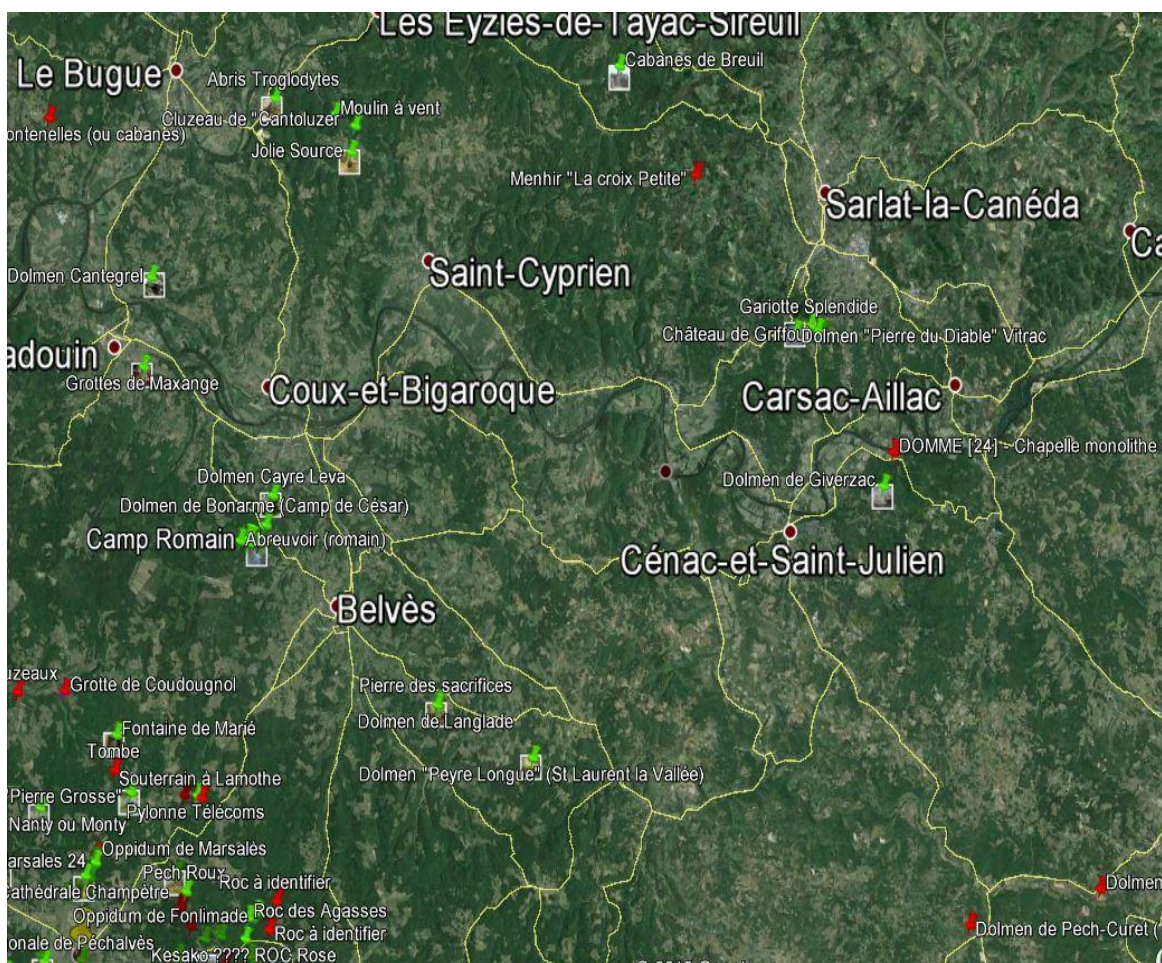 Les Eyzies-de-Tayac-Sireuil
Le Bugue
Cabanes de Breuil
Abris Troglodytes
Moulin à vent
Cluzeau de "Cantoluzer
ontenelles (ou cabanes)
Jolie Source
Menhir "La croix Petite"
Sarlat-la-Canéda
Ca
Saint-Cyprien
Dolmen Cantegrel
Gariotte Splendide
Château de Griffou
Dolmen "Pierre du Diable" Vitrac
adouin
Grottes de Maxange
Coux-et-Bigaroque
Carsac-Aillac
DOMME [24] - Chapelle monolithe
Dolmen Cayre Leva
Dolmen de Giverzac
Dolmen de Bonarme (Camp de César)
Camp Romain
Abreuvoir (romain)
Cénac-et-Saint-Julien
Belvès
uzeaux
Grotte de Coudougnol
Pierre des sacrifices
Dolmen de Langlade
Fontaine de Marié
Tombe
Dolmen "Peyre Longue" (St Laurent la Vallée)
Souterrain à Lamothe
"Pierre Grosse"
Pylonne Télécoms
Nanty ou Monty
Oppidum de Marsalès
arsales 24
Pech Roux
Roc à identifier
Cathédrale Champètre
Dolmen
Oppidum de Fonlimade
Roc des Agasses
Dolmen de Pech-Curet (
Roc à identifier
onale de Péchalvès
Kesako ???? ROC Rose